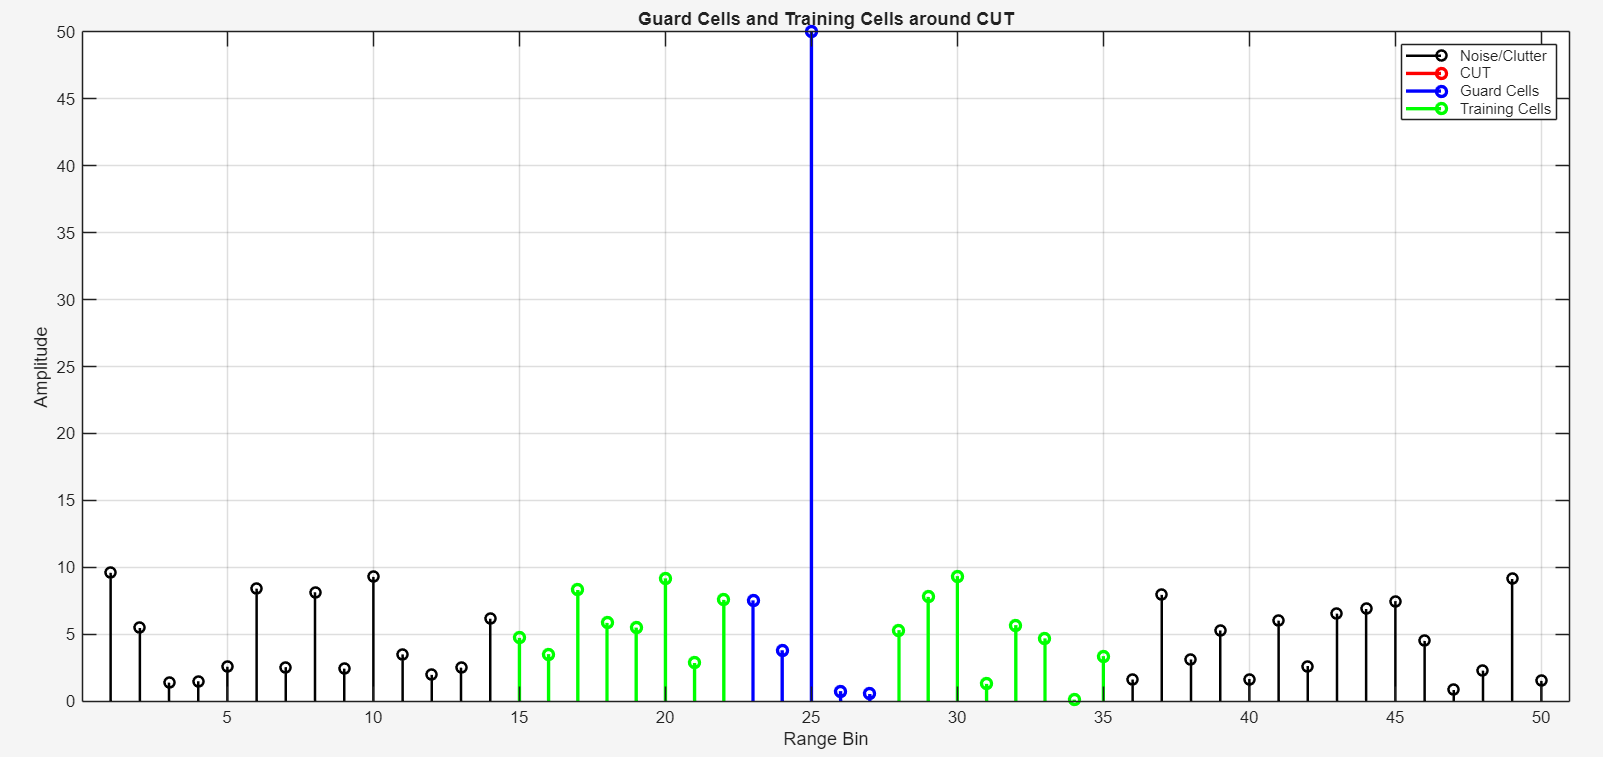 Guard Cells and Training Cells around CUT
50
45
40
35
30
25
20
15
10
5
0
Amplitude
Noise/Clutter
CUT
Guard Cells
Training Cells
5 10 15 20 25 30 35 40 45 50
Range Bin